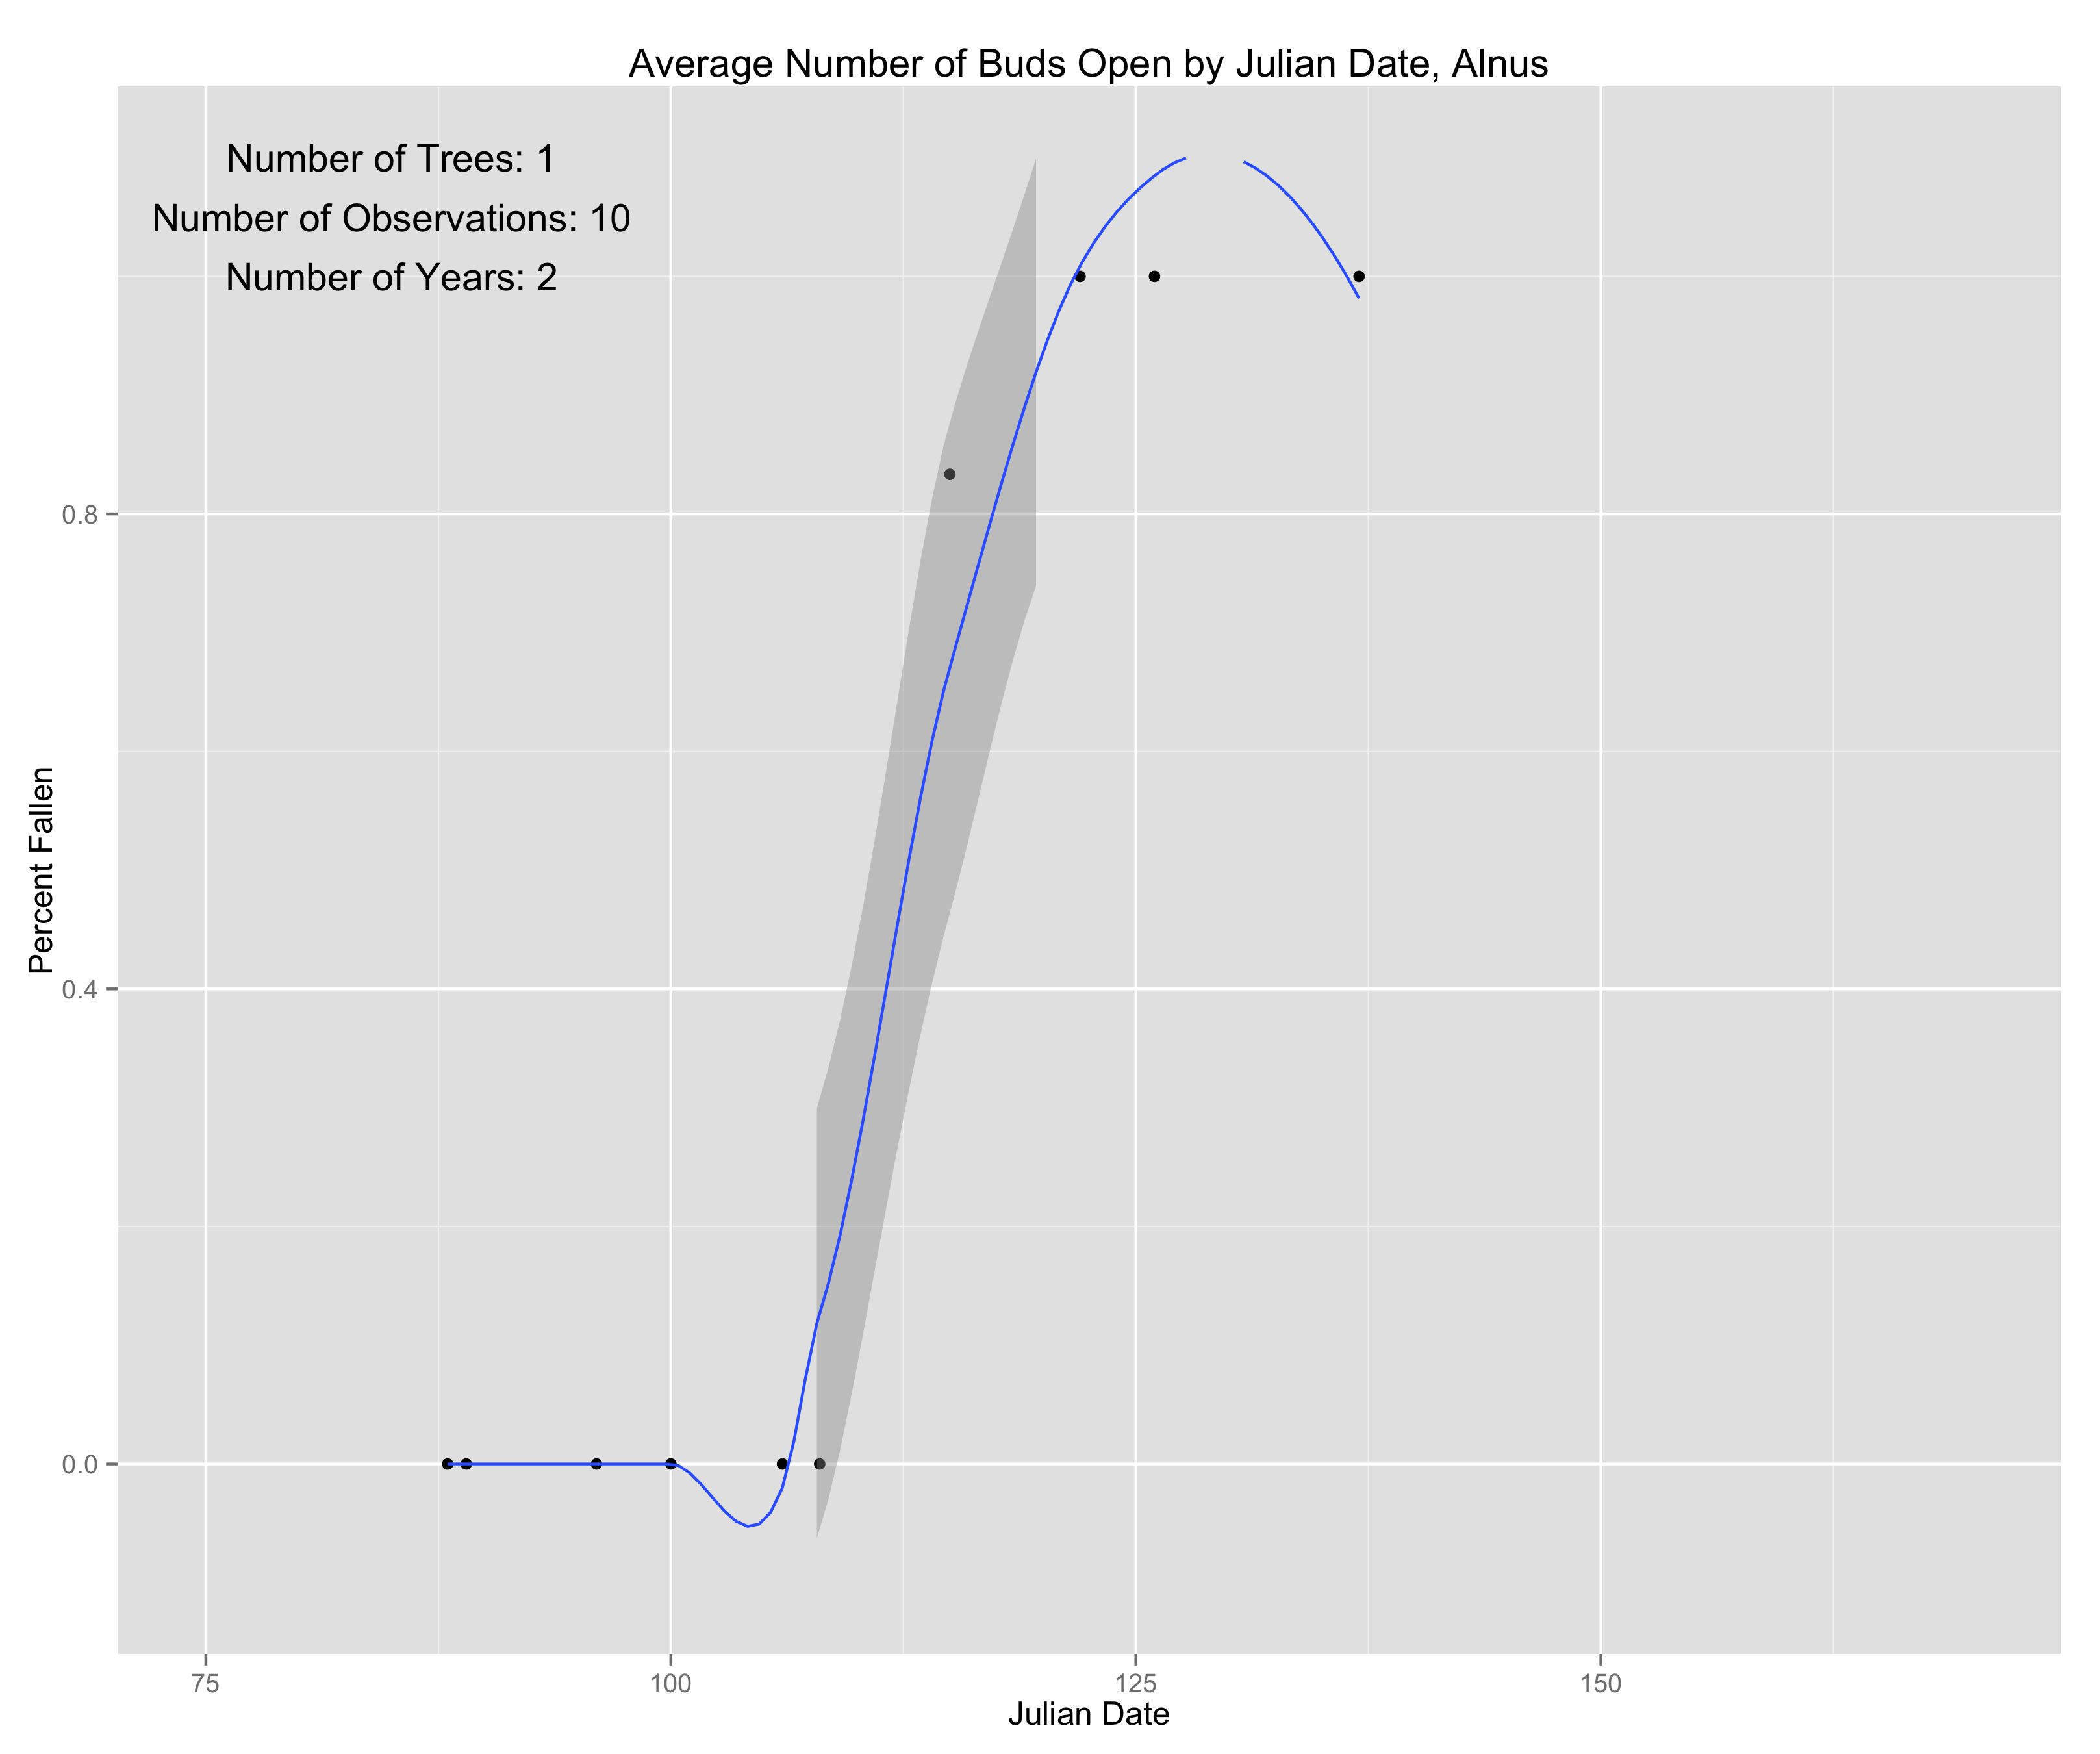 Average Number of Buds Open by Julian Date, Alnus
Number of Trees: 1
Number of Observations: 10
Number of Years: 2
Percent Fallen
0.8
0.4
0.0
75
100
125
150
Julian Date